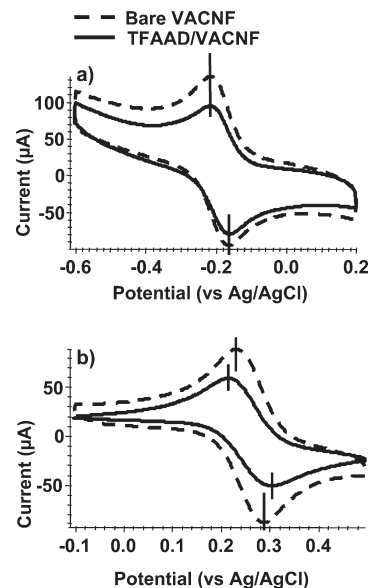 Bare VACNF
TFAAD/VACNF
a)
100
50
0
-50
Current (µA)
-0.6 -0.4 -0.2 0.0 0.2
Potential (vs Ag/AgCl)
b)
50
0
-50
Current (µA)
-0.1 0.0 0.1 0.2 0.3 0.4
Potential (vs Ag/AgCl)